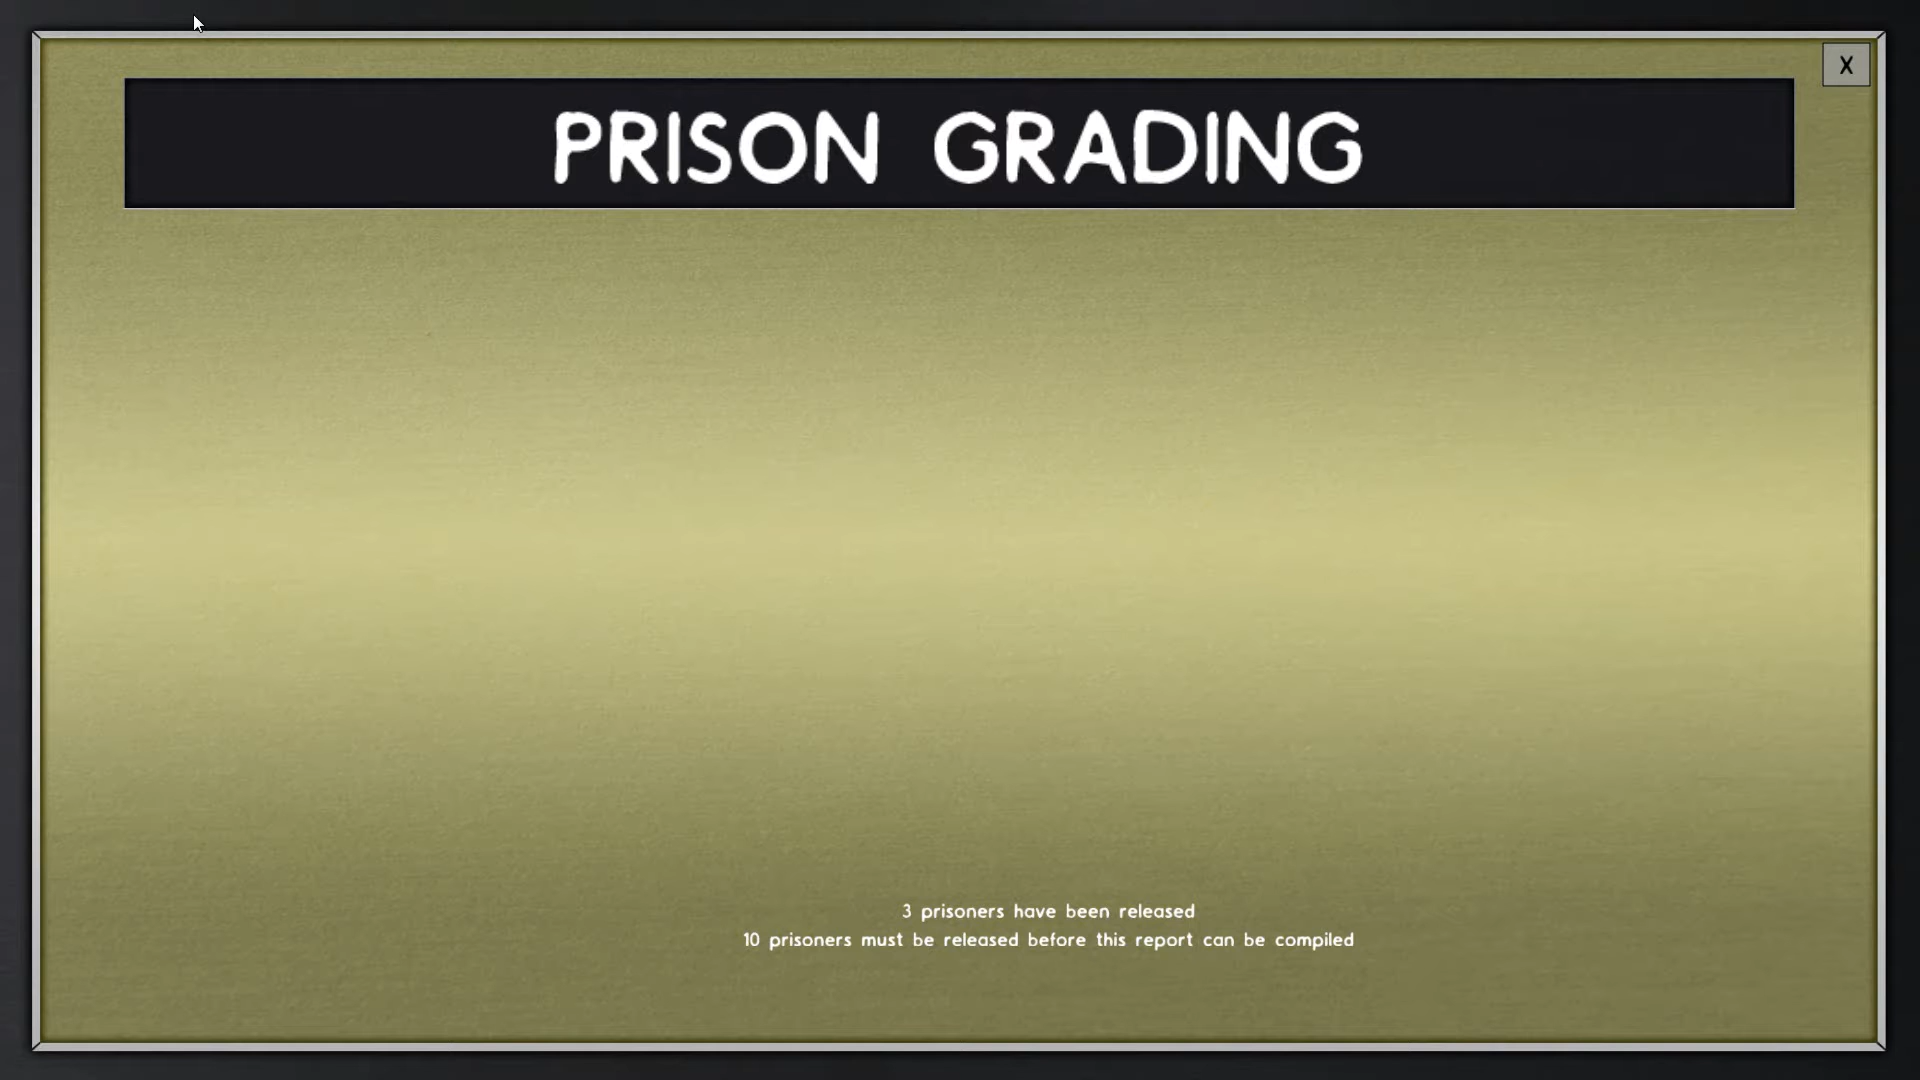 X
PRISON GRADING
3 prisoners have been released
10 prisoners must be released before this report can be compiled